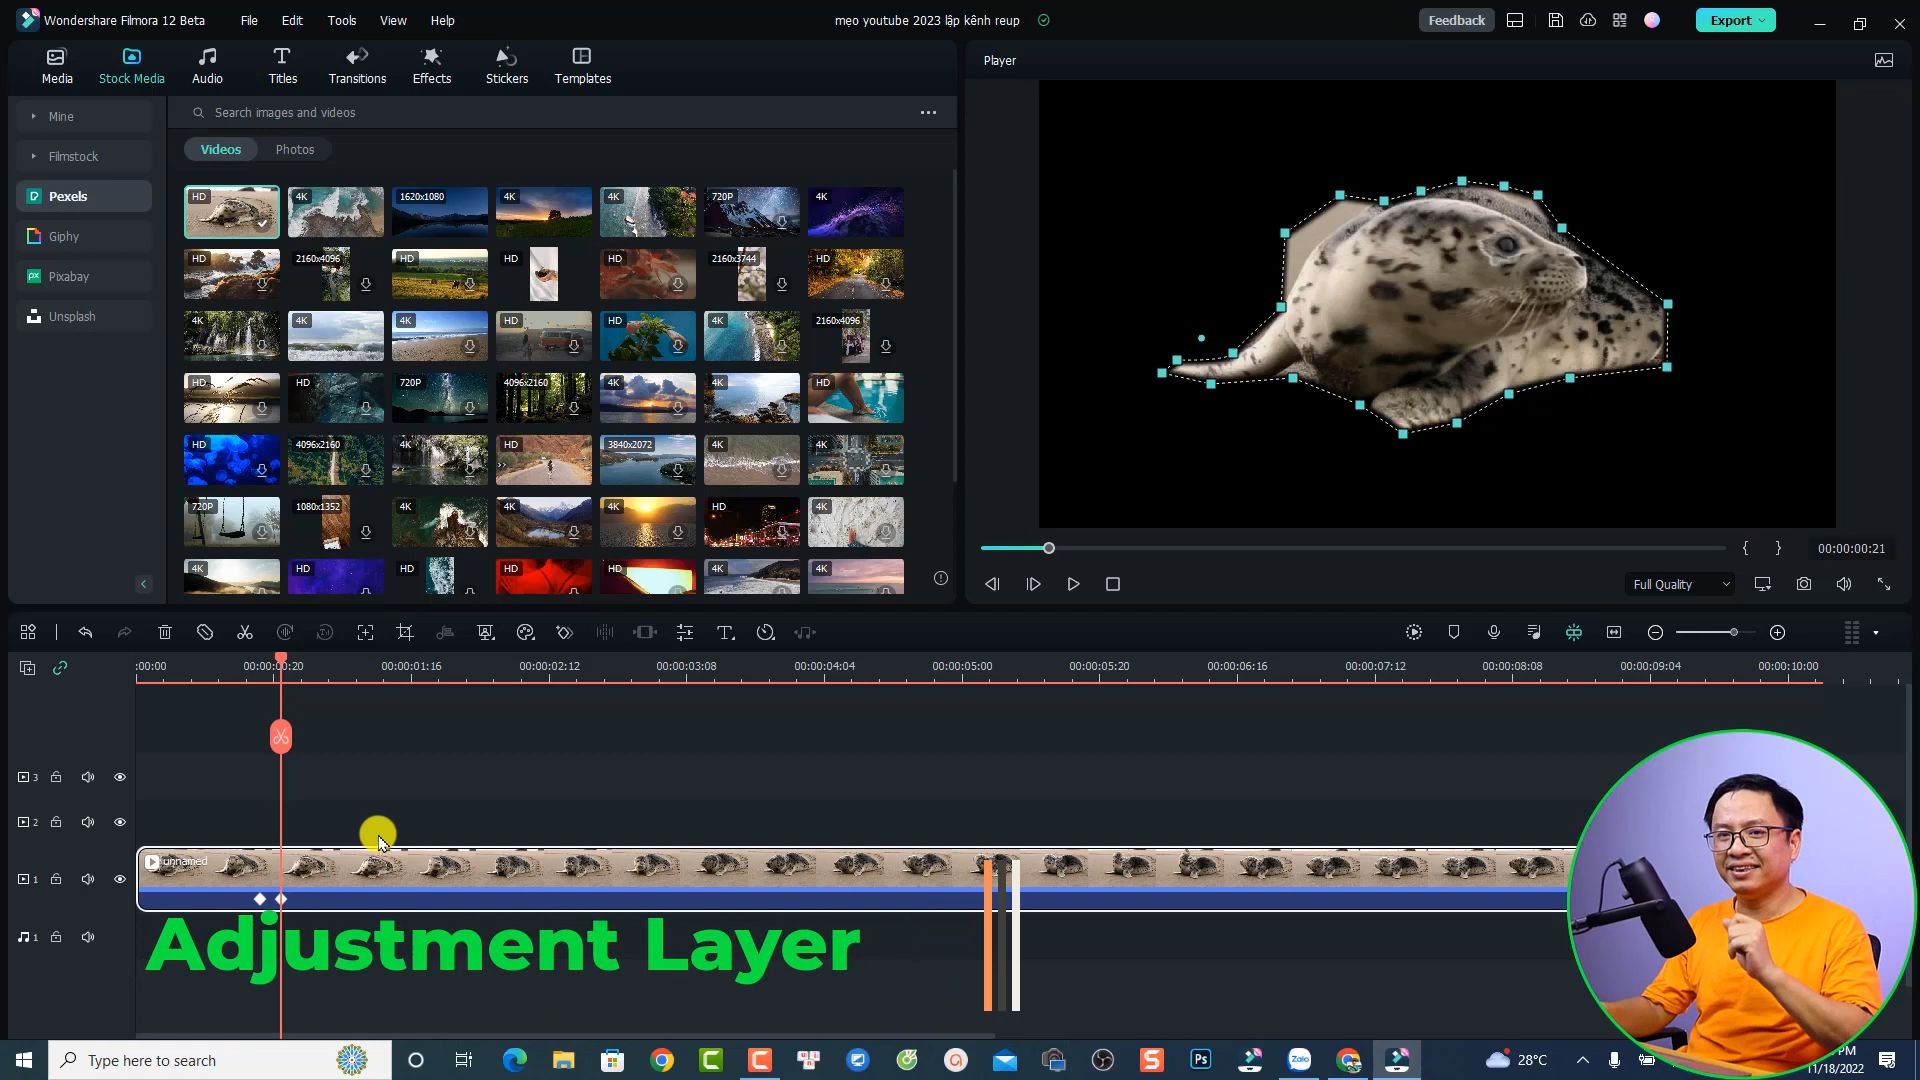 Wondershare Filmora 12 Beta File Edit Tools View Help mẹo youtube 2023 lập kênh reup Feedback Export
Media Stock Media Audio Titles Transitions Effects Stickers Templates
Player
Mine
Filmstock
Pexels
Giphy
Pixabay
Unsplash
Search images and videos
Videos Photos
HD 4K 1620x1080 4K 4K 720P 4K
HD 2160x4096 HD HD HD 2160x3744 HD
4K 4K 4K HD HD 4K 2160x4096
HD HD 720P 4096x2160 4K 4K HD
HD 4096x2160 4K HD 3840x2072 4K 4K
720P 1080x1352 4K 4K 4K HD 4K
4K HD HD HD HD 4K 4K
00:00:00:21
Full Quality
:00:00 00:00:00:20 00:00:01:16 00:00:02:12 00:00:03:08 00:00:04:04 00:00:05:00 00:00:05:20 00:00:06:16 00:00:07:12 00:00:08:08 00:00:09:04 00:00:10:00
3
2
unnamed
1
1
Adjustment Layer
Type here to search
Ps
Zalo
28°C
PM
11/18/2022